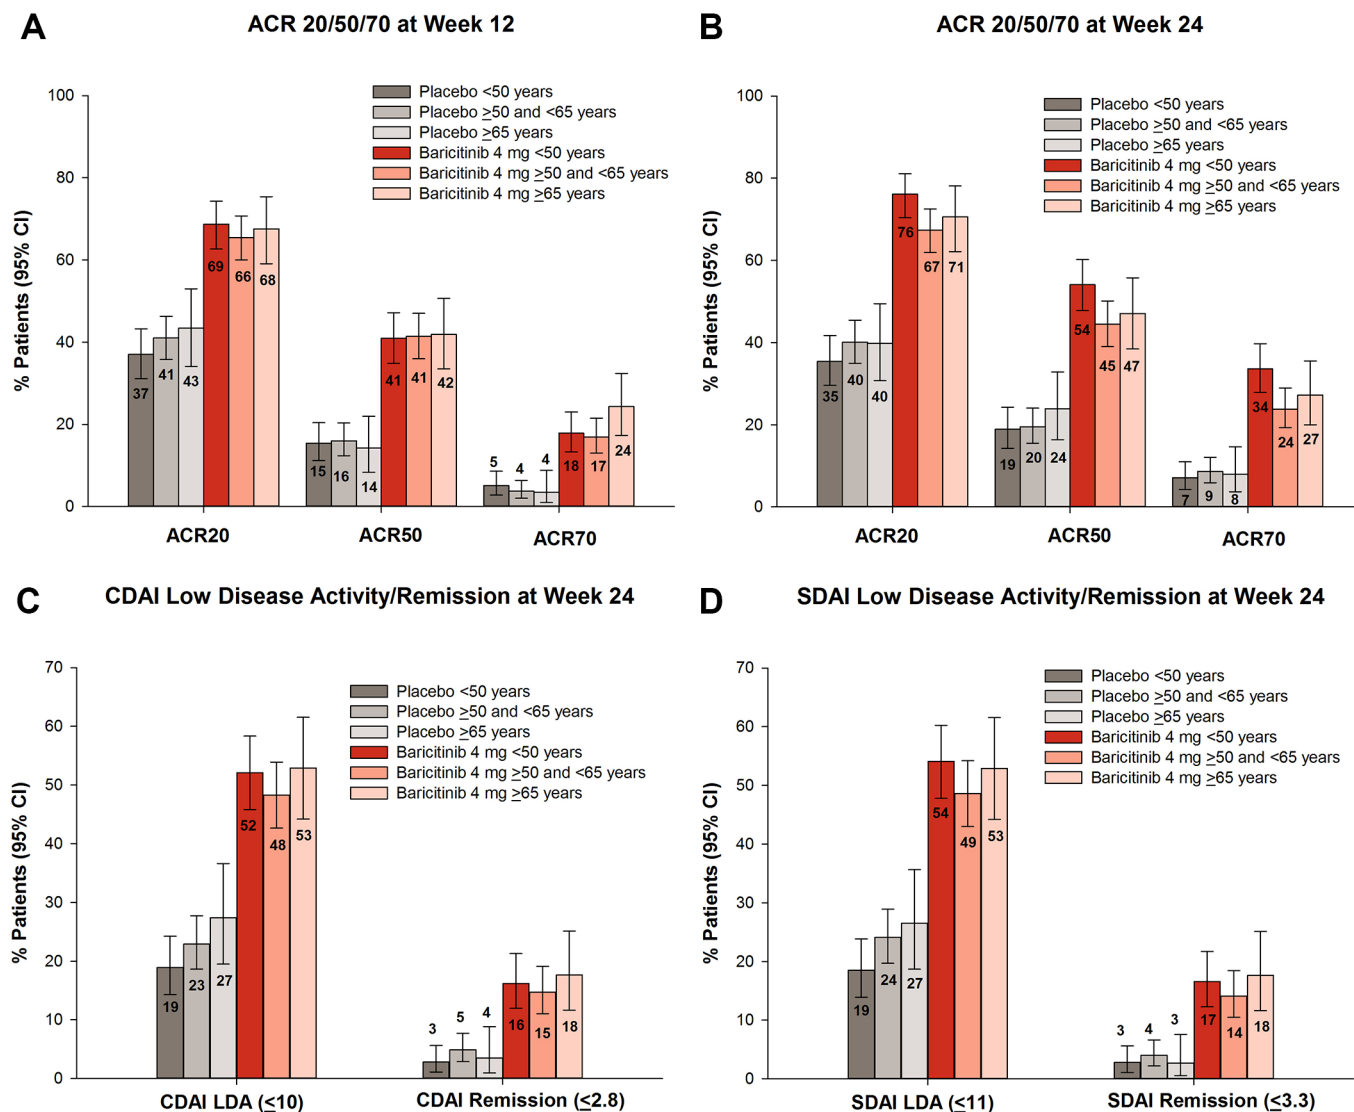 A
ACR 20/50/70 at Week 12
% Patients (95% CI)
100
80
60
40
20
0
Placebo <50 years
Placebo ≥50 and <65 years
Placebo ≥65 years
Baricitinib 4 mg <50 years
Baricitinib 4 mg ≥50 and <65 years
Baricitinib 4 mg ≥65 years
37
41
43
69
66
68
15
16
14
41
41
42
5
4
4
18
17
24
ACR20
ACR50
ACR70
B
ACR 20/50/70 at Week 24
% Patients (95% CI)
100
80
60
40
20
0
Placebo <50 years
Placebo ≥50 and <65 years
Placebo ≥65 years
Baricitinib 4 mg <50 years
Baricitinib 4 mg ≥50 and <65 years
Baricitinib 4 mg ≥65 years
35
40
40
76
67
71
19
20
24
54
45
47
7
9
8
34
24
27
ACR20
ACR50
ACR70
C
CDAI Low Disease Activity/Remission at Week 24
% Patients (95% CI)
70
60
50
40
30
20
10
0
Placebo <50 years
Placebo ≥50 and <65 years
Placebo ≥65 years
Baricitinib 4 mg <50 years
Baricitinib 4 mg ≥50 and <65 years
Baricitinib 4 mg ≥65 years
19
23
27
52
48
53
3
5
4
16
15
18
CDAI LDA (≤10)
CDAI Remission (≤2.8)
D
SDAI Low Disease Activity/Remission at Week 24
% Patients (95% CI)
70
60
50
40
30
20
10
0
Placebo <50 years
Placebo ≥50 and <65 years
Placebo ≥65 years
Baricitinib 4 mg <50 years
Baricitinib 4 mg ≥50 and <65 years
Baricitinib 4 mg ≥65 years
19
24
27
54
49
53
3
4
3
17
14
18
SDAI LDA (≤11)
SDAI Remission (≤3.3)